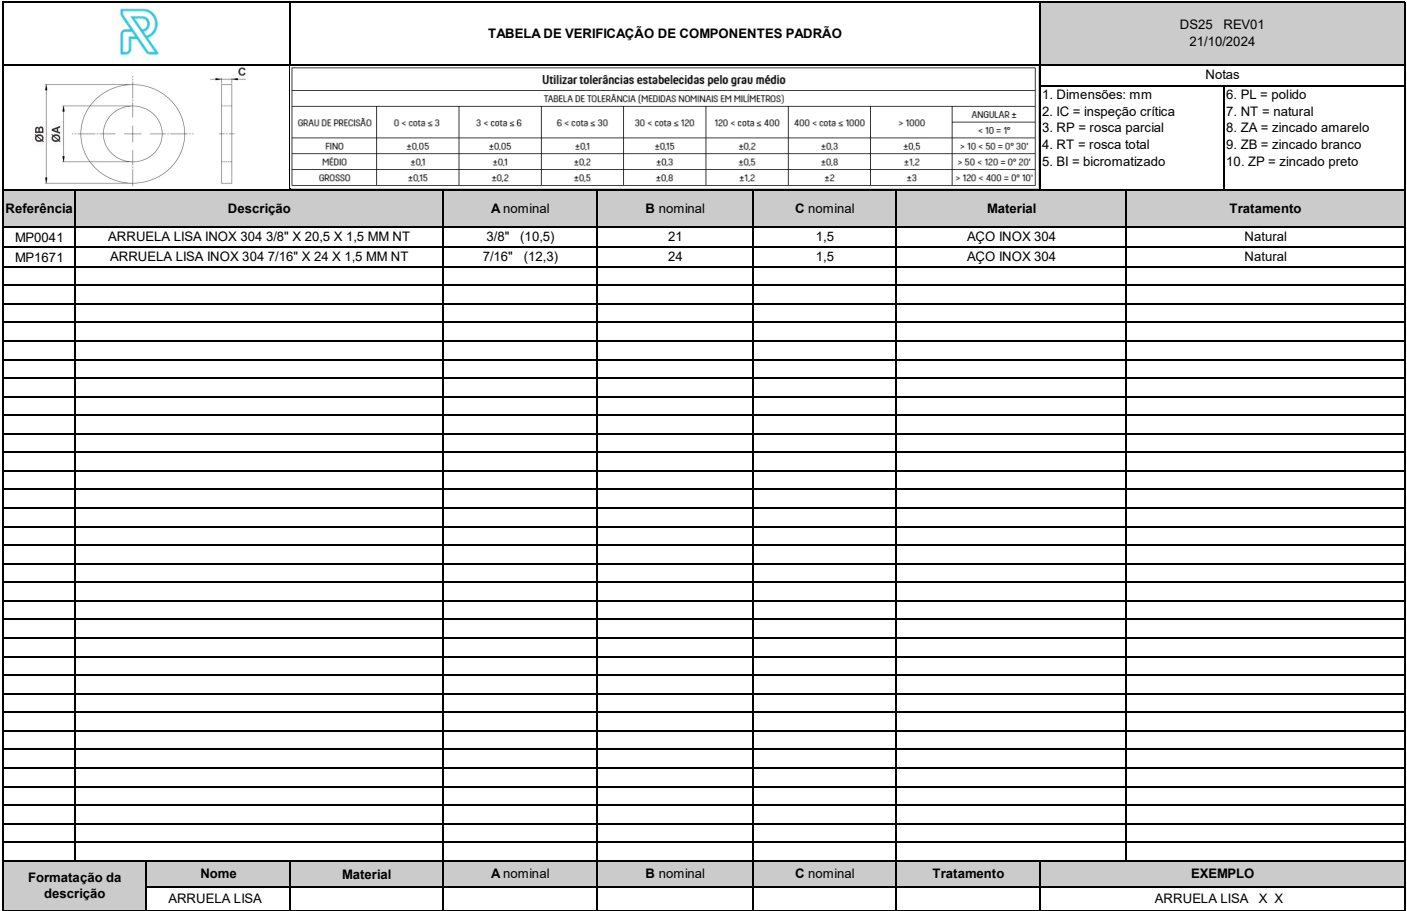 TABELA DE VERIFICAÇÃO DE COMPONENTES PADRÃO
DS25 REV01
21/10/2024
C
ØB
ØA
Utilizar tolerâncias estabelecidas pelo grau médio
TABELA DE TOLERÂNCIA (MEDIDAS NOMINAIS EM MILÍMETROS)
GRAU DE PRECISÃO 0 < cota ≤ 3 3 < cota ≤ 6 6 < cota ≤ 30 30 < cota ≤ 120 120 < cota ≤ 400 400 < cota ≤ 1000 > 1000 ANGULAR ±
< 10 = 1°
FINO ±0,05 ±0,05 ±0,1 ±0,15 ±0,2 ±0,3 ±0,5 > 10 < 50 = 0° 30'
MÉDIO ±0,1 ±0,1 ±0,2 ±0,3 ±0,5 ±0,8 ±1,2 > 50 < 120 = 0° 20'
GROSSO ±0,15 ±0,2 ±0,5 ±0,8 ±1,2 ±2 ±3 > 120 < 400 = 0° 10'
Notas
1. Dimensões: mm
2. IC = inspeção crítica
3. RP = rosca parcial
4. RT = rosca total
5. BI = bicromatizado
6. PL = polido
7. NT = natural
8. ZA = zincado amarelo
9. ZB = zincado branco
10. ZP = zincado preto
Referência Descrição A nominal B nominal C nominal Material Tratamento
MP0041 ARRUELA LISA INOX 304 3/8" X 20,5 X 1,5 MM NT 3/8" (10,5) 21 1,5 AÇO INOX 304 Natural
MP1671 ARRUELA LISA INOX 304 7/16" X 24 X 1,5 MM NT 7/16" (12,3) 24 1,5 AÇO INOX 304 Natural
Formatação da descrição
Nome Material A nominal B nominal C nominal Tratamento EXEMPLO
ARRUELA LISA ARRUELA LISA X X